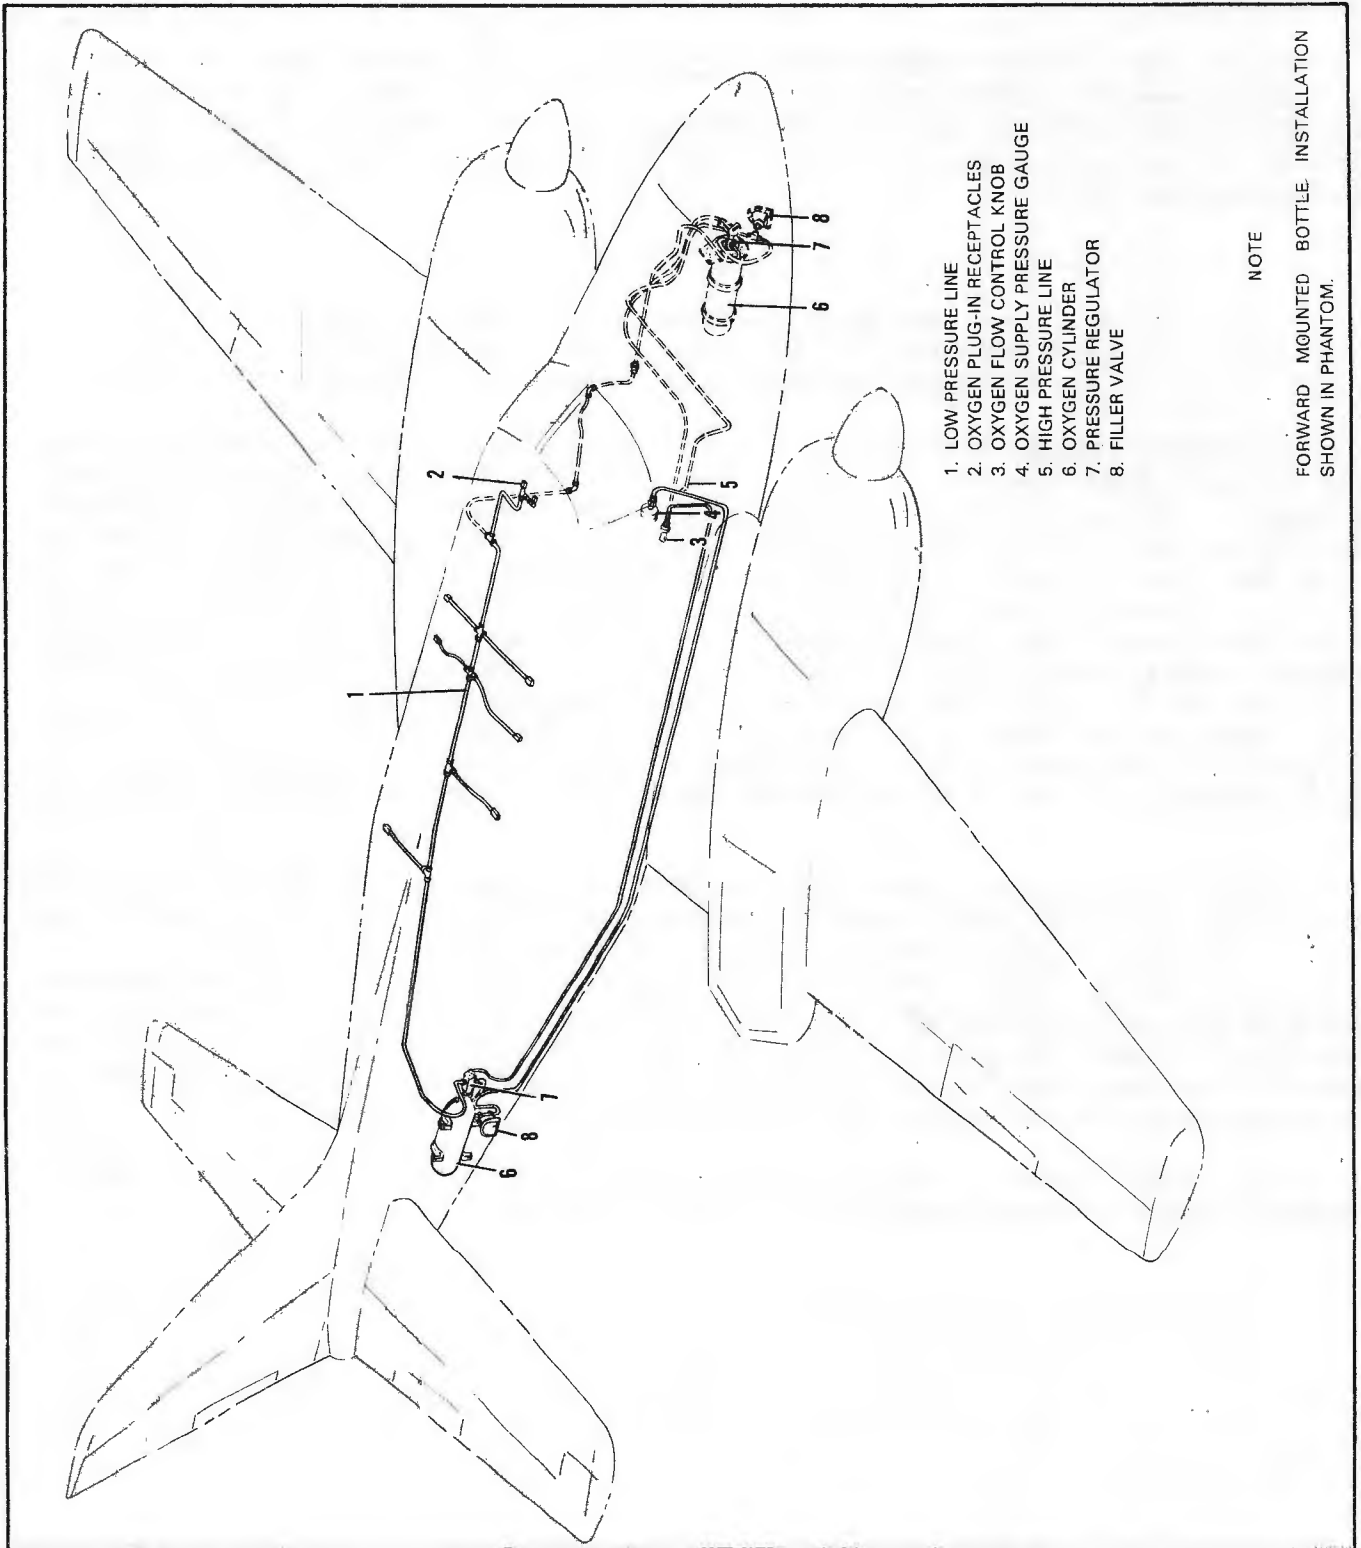 1. LOW PRESSURE LINE
2. OXYGEN PLUG-IN RECEPTACLES
3. OXYGEN FLOW CONTROL KNOB
4. OXYGEN SUPPLY PRESSURE GAUGE
5. HIGH PRESSURE LINE
6. OXYGEN CYLINDER
7. PRESSURE REGULATOR
8. FILLER VALVE
NOTE
FORWARD MOUNTED BOTTLE INSTALLATION
SHOWN IN PHANTOM.
1
2
3
4
5
6
7
8
6
7
8